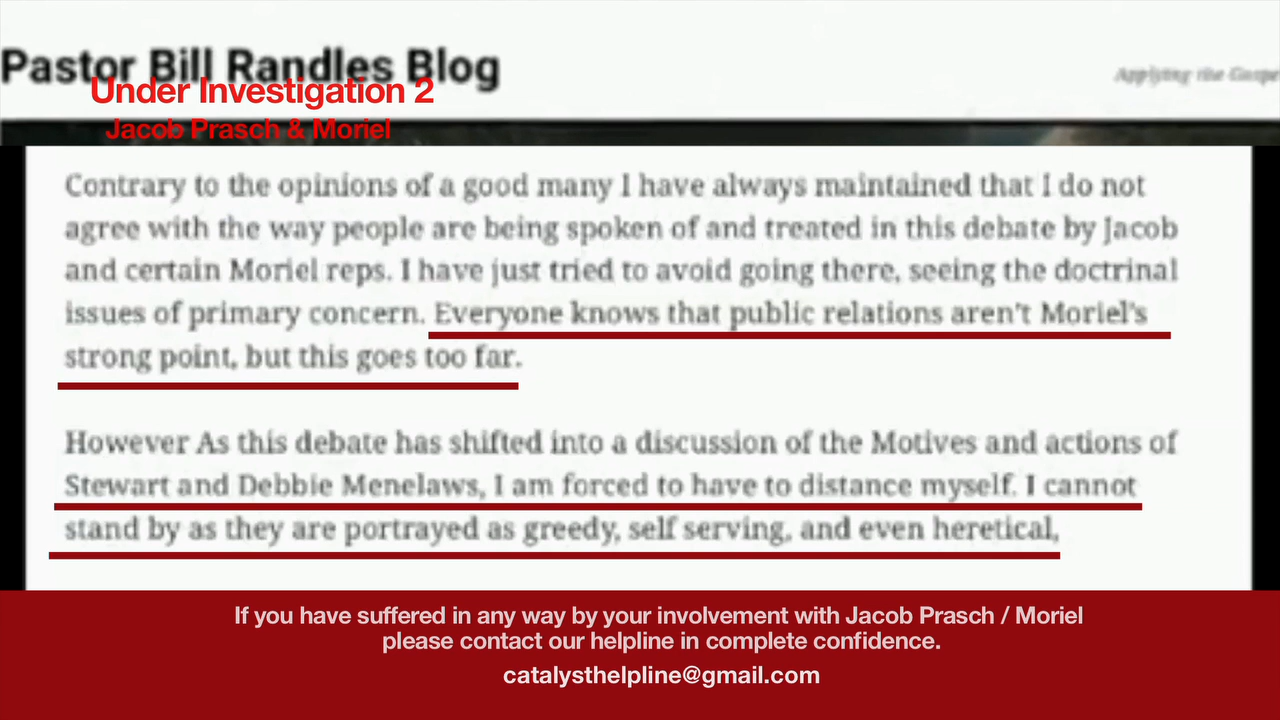 Pastor Bill Randles Blog
Applying the Gospe
Under Investigation 2
Jacob Prasch & Moriel
Contrary to the opinions of a good many I have always maintained that I do not
agree with the way people are being spoken of and treated in this debate by Jacob
and certain Moriel reps. I have just tried to avoid going there, seeing the doctrinal
issues of primary concern. Everyone knows that public relations aren't Moriel's
strong point, but this goes too far.
However As this debate has shifted into a discussion of the Motives and actions of
Stewart and Debbie Menelaws, I am forced to have to distance myself. I cannot
stand by as they are portrayed as greedy, self serving, and even heretical,
If you have suffered in any way by your involvement with Jacob Prasch / Moriel
please contact our helpline in complete confidence.
catalysthelpline@gmail.com